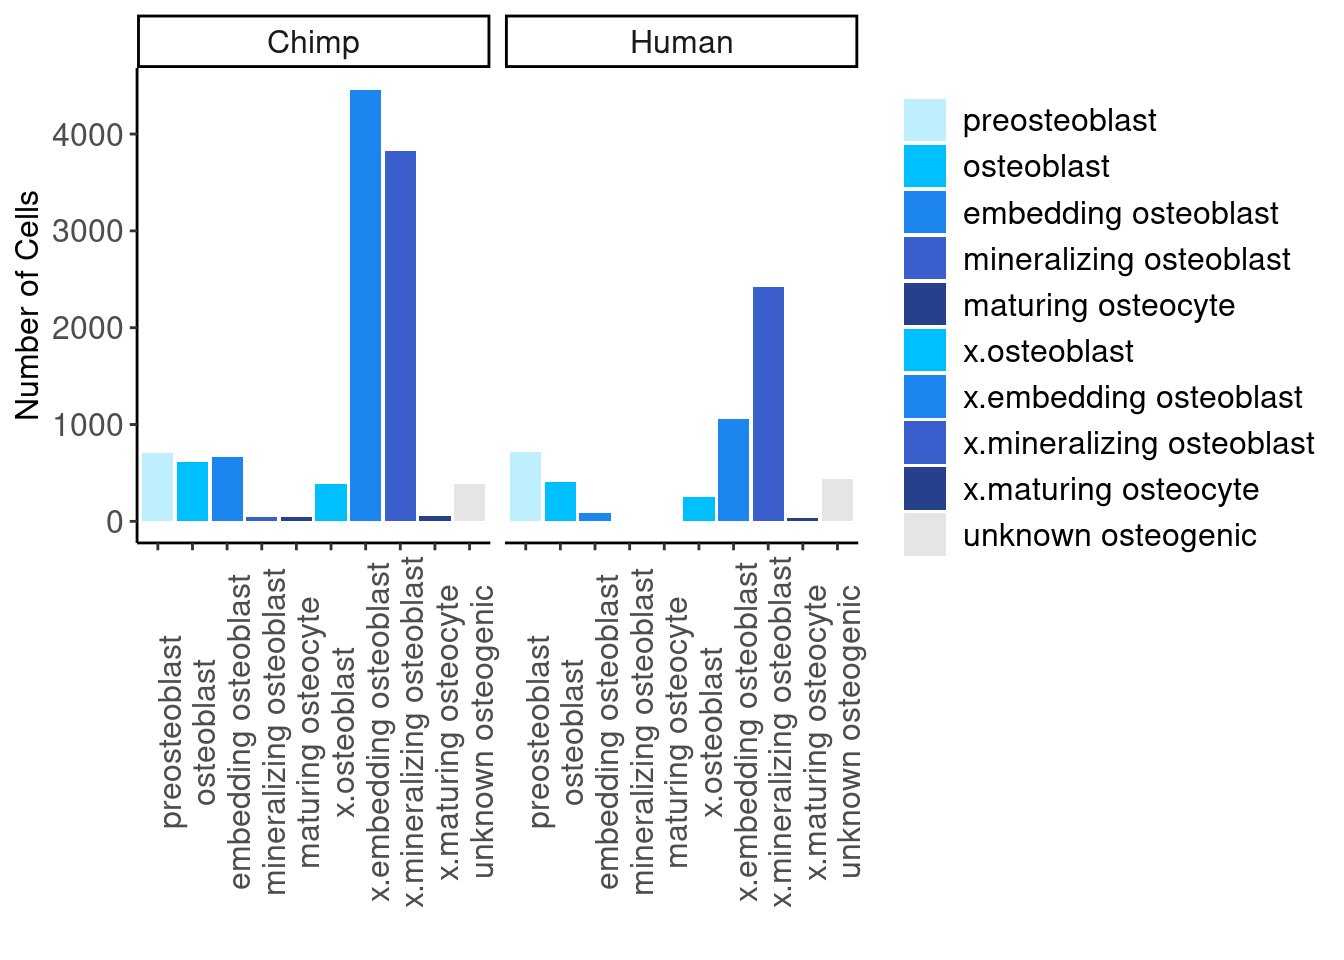 Chimp
Human
Number of Cells
4000
3000
2000
1000
0
preosteoblast
osteoblast
embedding osteoblast
mineralizing osteoblast
maturing osteocyte
x.osteoblast
x.embedding osteoblast
x.mineralizing osteoblast
x.maturing osteocyte
unknown osteogenic
preosteoblast
osteoblast
embedding osteoblast
mineralizing osteoblast
maturing osteocyte
x.osteoblast
x.embedding osteoblast
x.mineralizing osteoblast
x.maturing osteocyte
unknown osteogenic
preosteoblast
osteoblast
embedding osteoblast
mineralizing osteoblast
maturing osteocyte
x.osteoblast
x.embedding osteoblast
x.mineralizing osteoblast
x.maturing osteocyte
unknown osteogenic